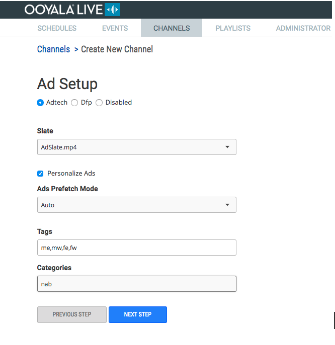 OOYALA LIVE
SCHEDULES EVENTS CHANNELS PLAYLISTS ADMINISTRATOR
Channels > Create New Channel
Ad Setup
Adtech Dfp Disabled
Slate
AdSlate.mp4
Personalize Ads
Ads Prefetch Mode
Auto
Tags
me,mw,fe,fw
Categories
neb
PREVIOUS STEP NEXT STEP